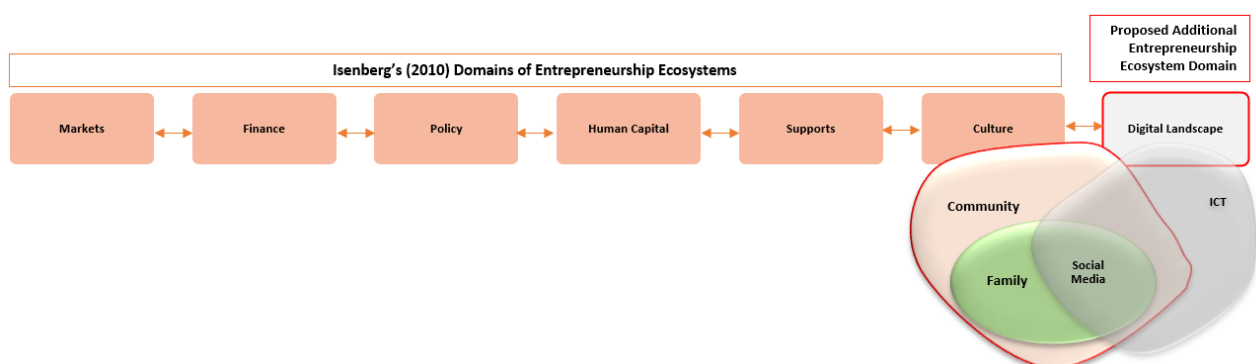 Proposed Additional
Entrepreneurship
Ecosystem Domain
Isenberg's (2010) Domains of Entrepreneurship Ecosystems
Markets
Finance
Policy
Human Capital
Supports
Culture
Digital Landscape
Community
ICT
Family
Social
Media